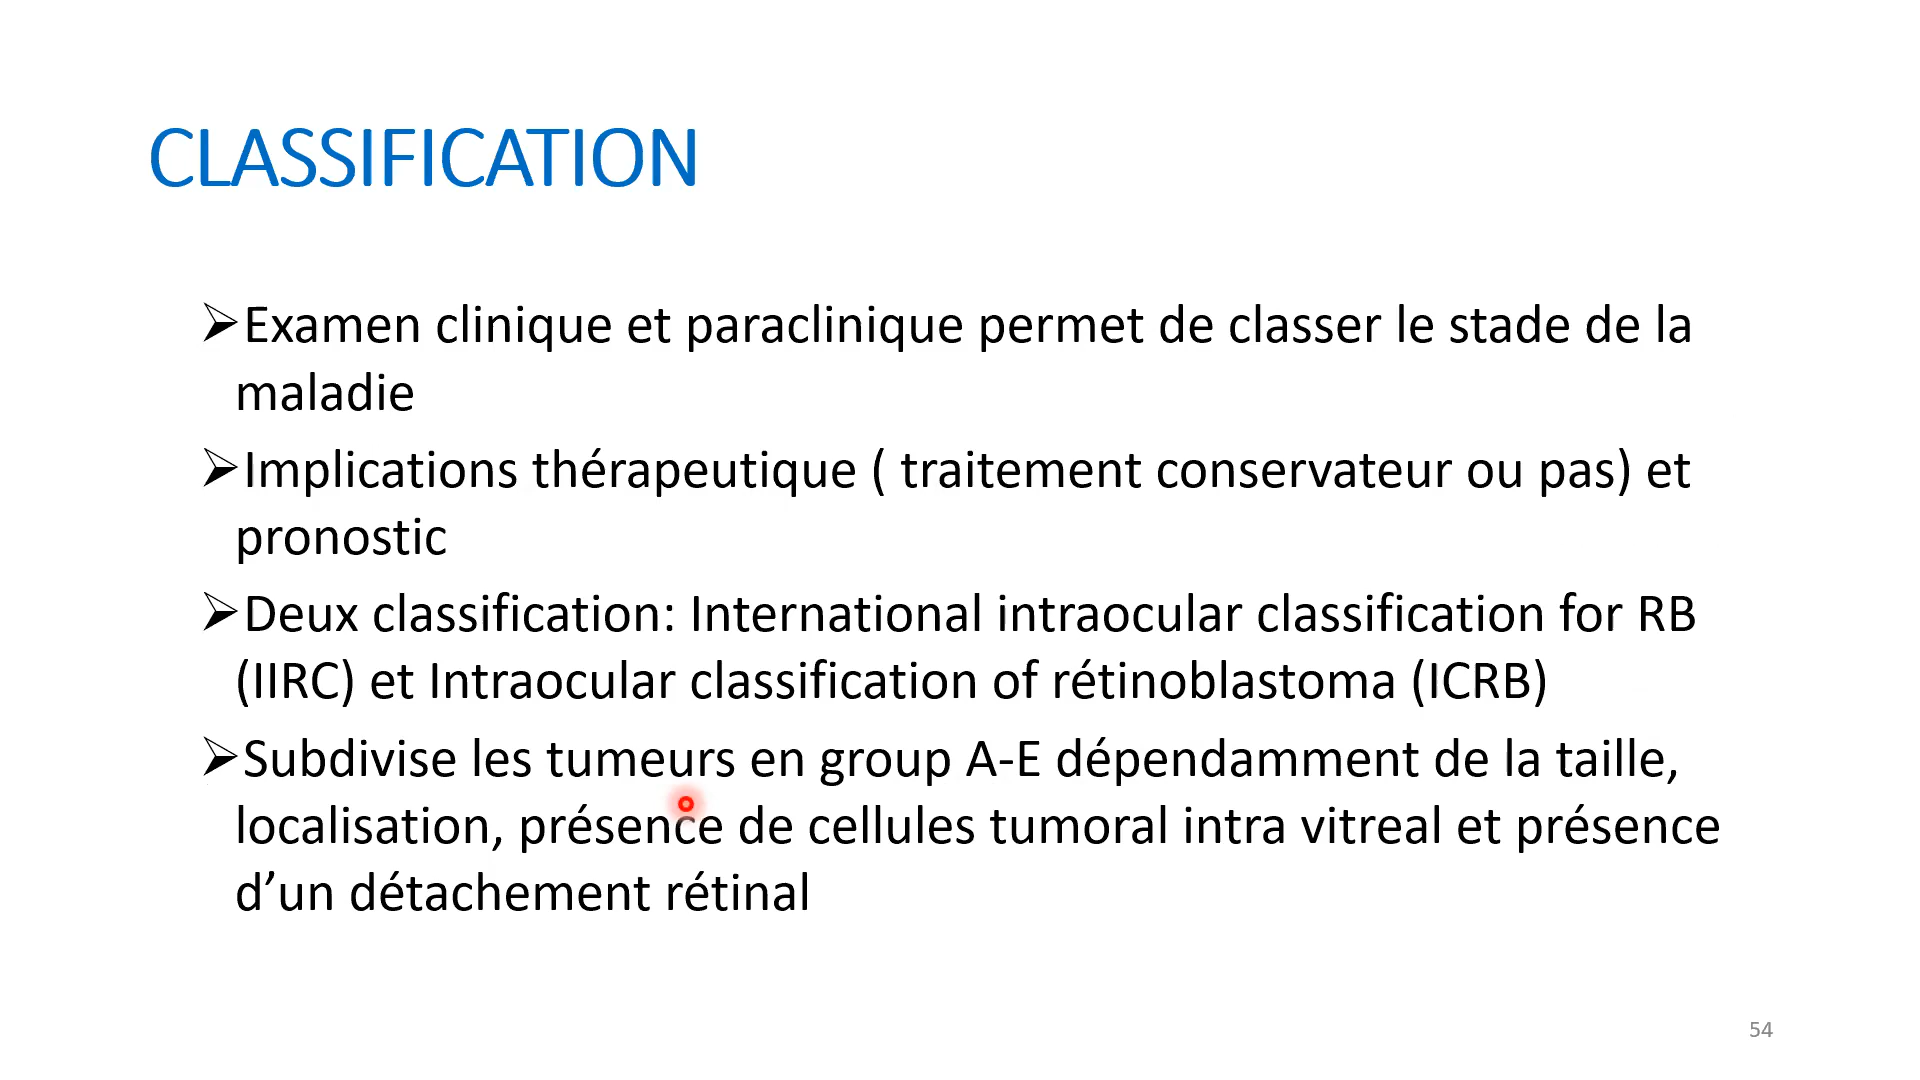 CLASSIFICATION
➢Examen clinique et paraclinique permet de classer le stade de la
maladie
➢Implications thérapeutique ( traitement conservateur ou pas) et
pronostic
➢Deux classification: International intraocular classification for RB
(IIRC) et Intraocular classification of rétinoblastoma (ICRB)
➢Subdivise les tumeurs en group A-E dépendamment de la taille,
localisation, présence de cellules tumoral intra vitreal et présence
d’un détachement rétinal
54